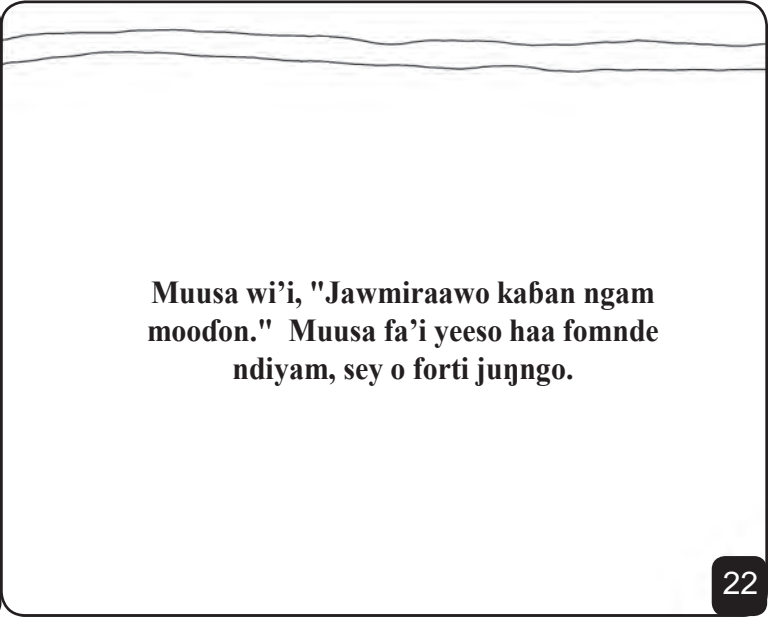 Muusa wi’i, "Jawmiraawo kaɓan ngam
mooɗon."  Muusa fa’i yeeso haa fomnde
ndiyam, sey o forti juŋngo.
22